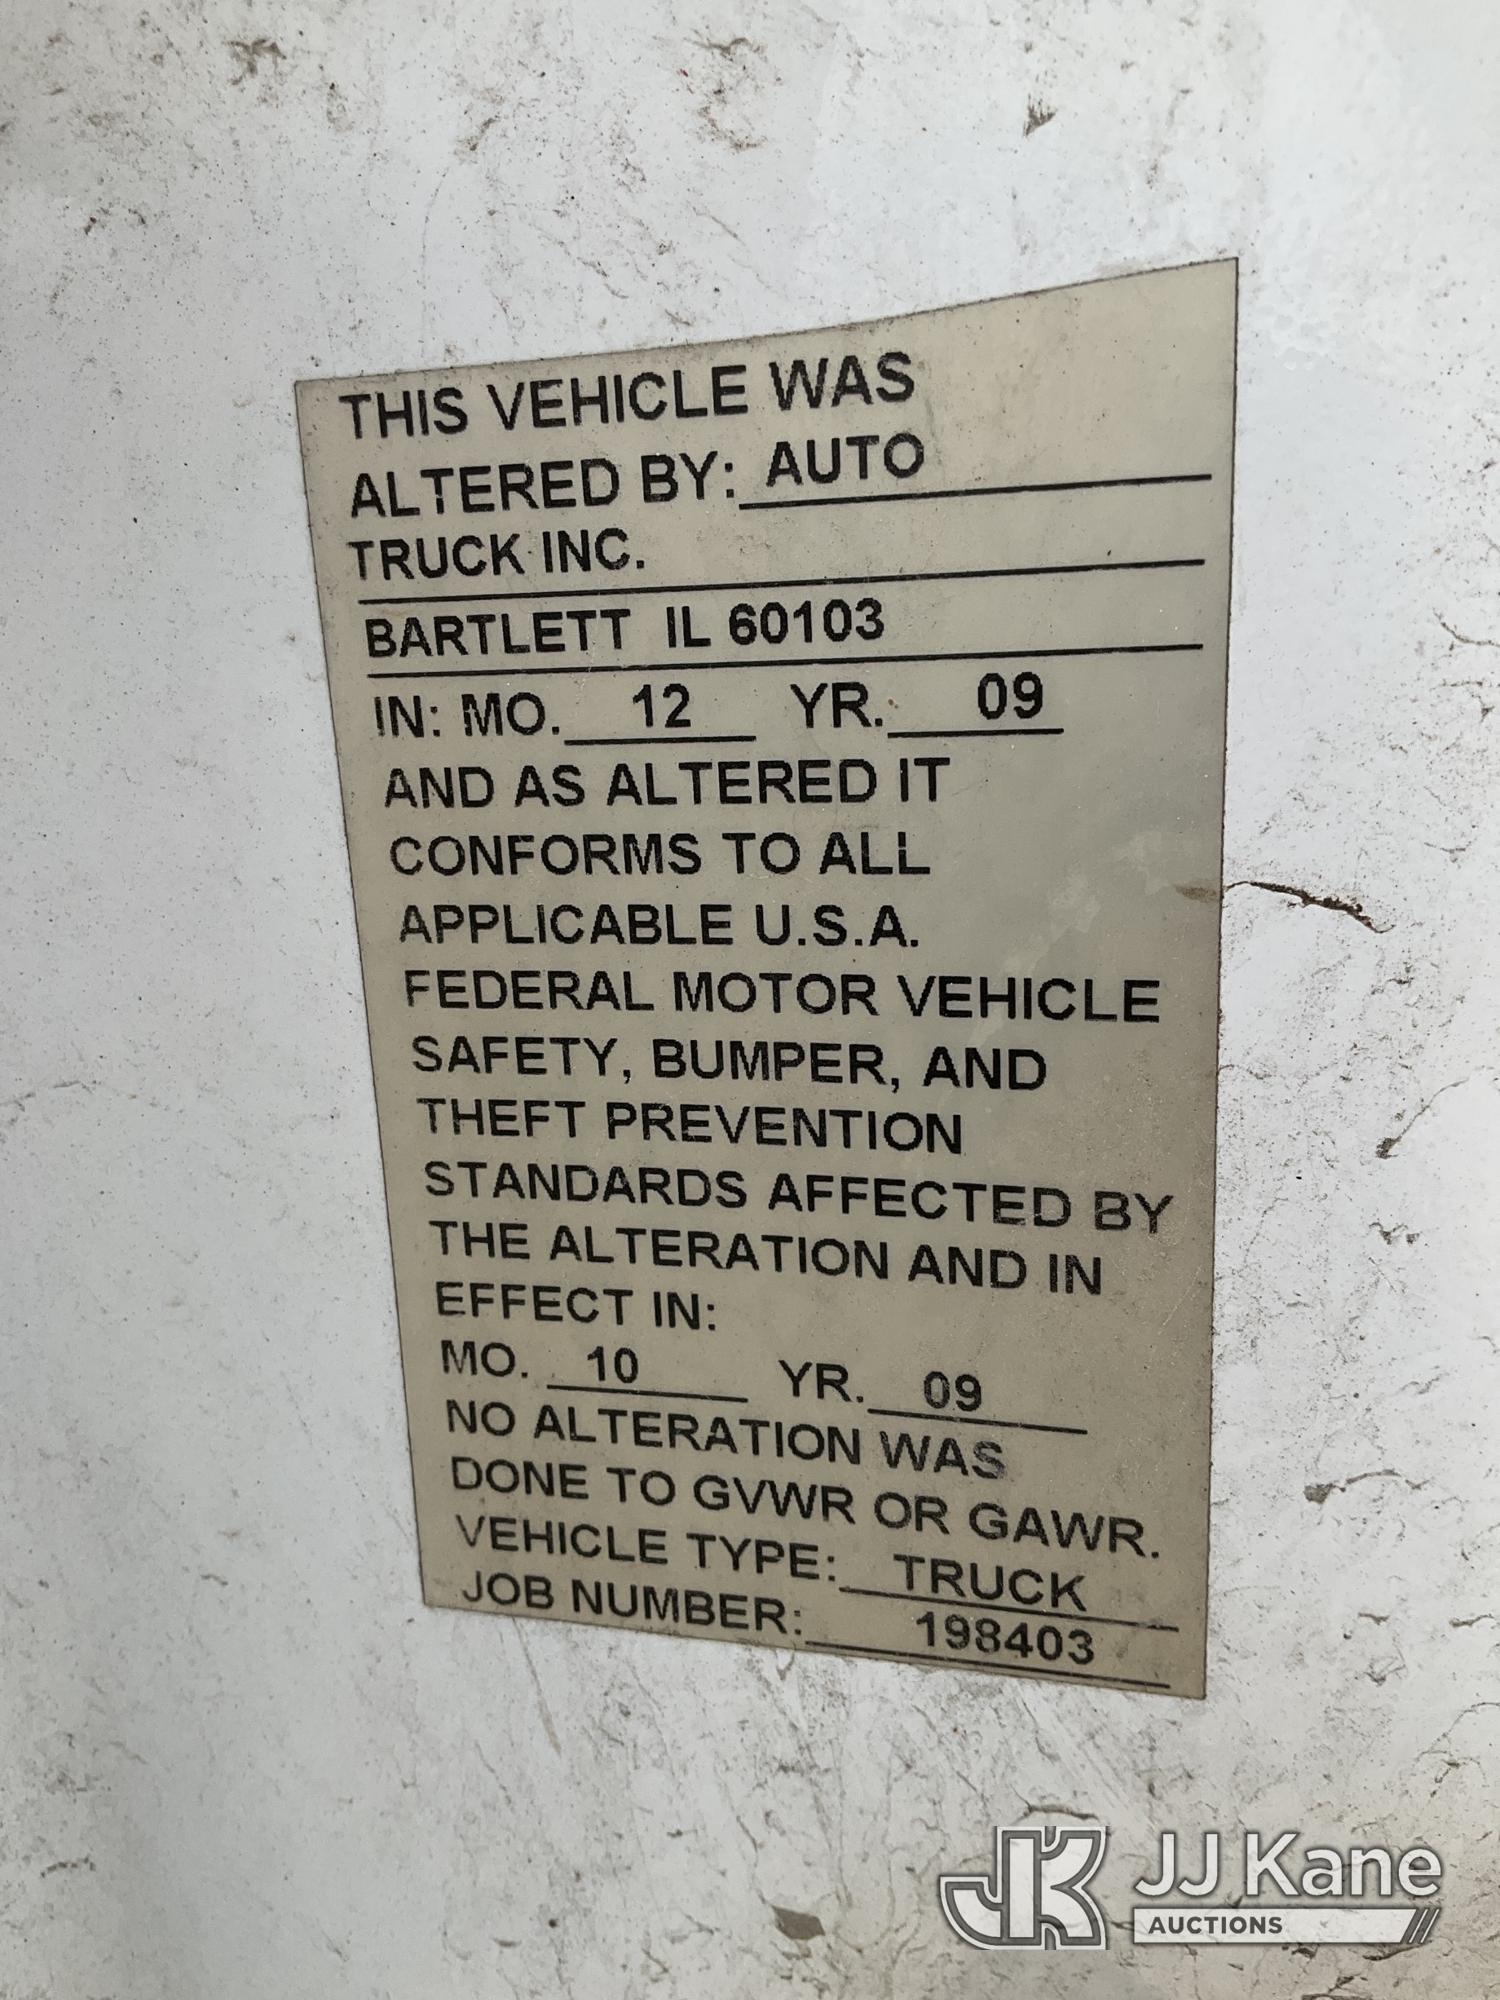 THIS VEHICLE WAS
ALTERED BY: AUTO
TRUCK INC.
BARTLETT IL 60103
IN: MO. 12 YR. 09
AND AS ALTERED IT
CONFORMS TO ALL
APPLICABLE U.S.A.
FEDERAL MOTOR VEHICLE
SAFETY, BUMPER, AND
THEFT PREVENTION
STANDARDS AFFECTED BY
THE ALTERATION AND IN
EFFECT IN:
MO. 10 YR. 09
NO ALTERATION WAS
DONE TO GVWR OR GAWR.
VEHICLE TYPE: TRUCK
JOB NUMBER: 198403
JK JJ Kane
AUCTIONS